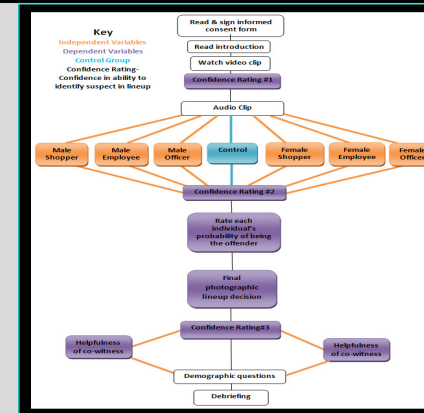 Key
Independent Variables
Dependent Variables
Control Group
Confidence Rating-
Confidence in ability to
identify suspect in lineup
Read & sign informed
consent form
Read introduction
Watch video clip
Confidence Rating #1
Audio Clip
Male
Shopper
Male
Employee
Male
Officer
Control
Female
Shopper
Female
Employee
Female
Officer
Confidence Rating #2
Rate each
individual's
probability of being
the offender
Final
photographic
lineup decision
Confidence Rating#3
Helpfulness
of co-witness
Helpfulness
of co-witness
Demographic questions
Debriefing